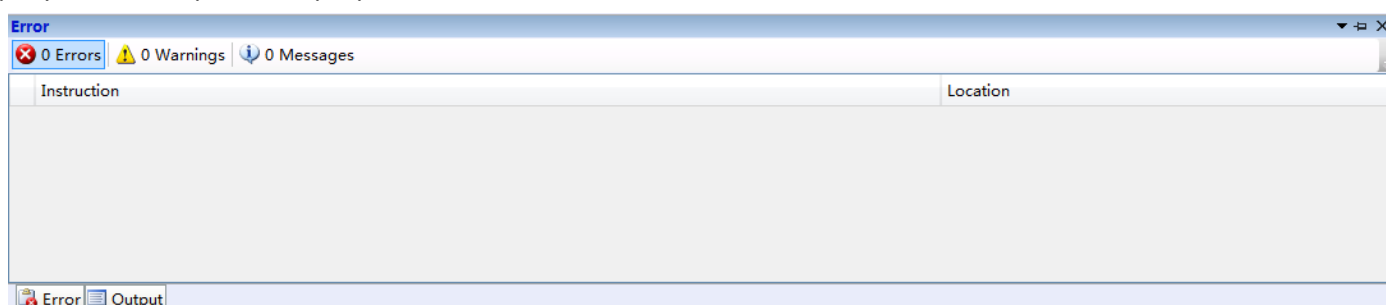 Error
0 Errors 0 Warnings 0 Messages
Instruction Location
Error Output